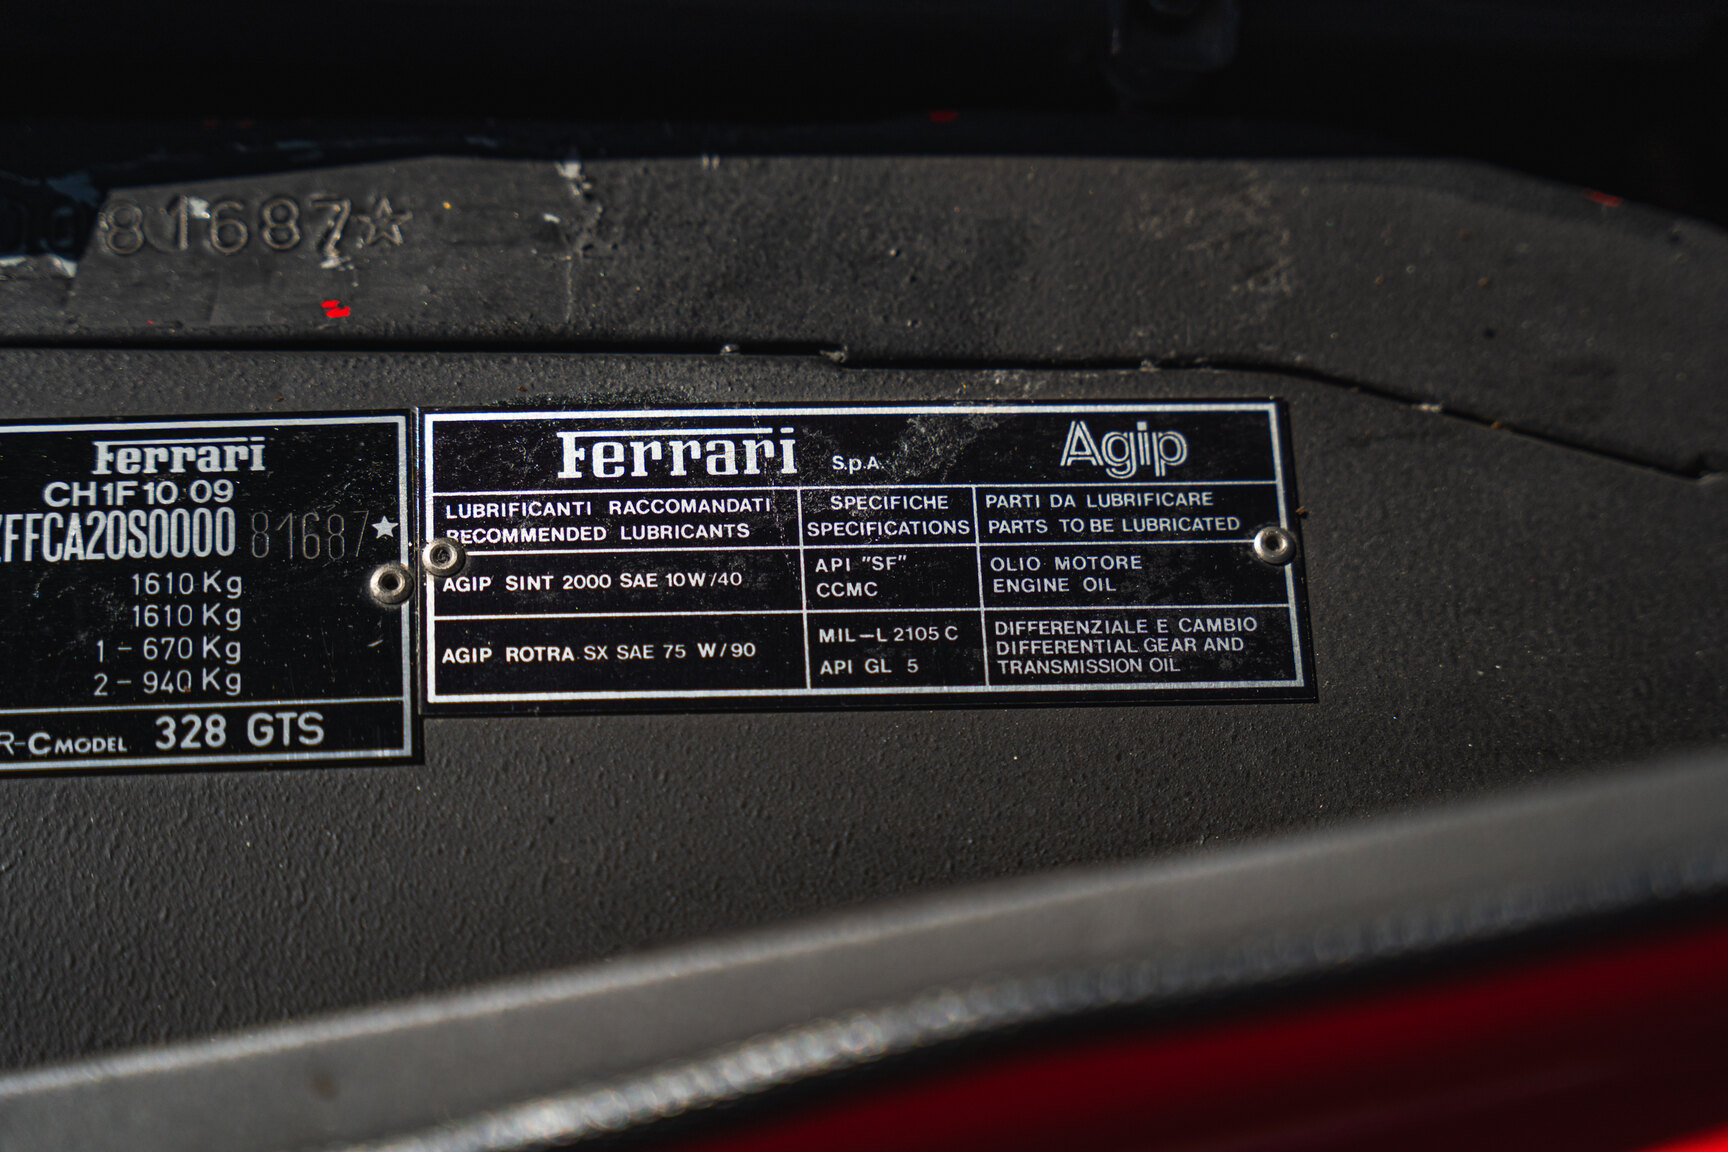 81687☆
Ferrari
CH1F 10 09
ZFFCA20S0000 81687★
1610 Kg
1610 Kg
1 - 670 Kg
2 - 940 Kg
R-C MODEL 328 GTS
Ferrari S.p.A. Agip
LUBRIFICANTI RACCOMANDATI
RECOMMENDED LUBRICANTS
SPECIFICHE
SPECIFICATIONS
PARTI DA LUBRIFICARE
PARTS TO BE LUBRICATED
AGIP SINT 2000 SAE 10W/40
API "SF"
CCMC
OLIO MOTORE
ENGINE OIL
AGIP ROTRA SX SAE 75 W/90
MIL-L 2105 C
API GL 5
DIFFERENZIALE E CAMBIO
DIFFERENTIAL GEAR AND
TRANSMISSION OIL